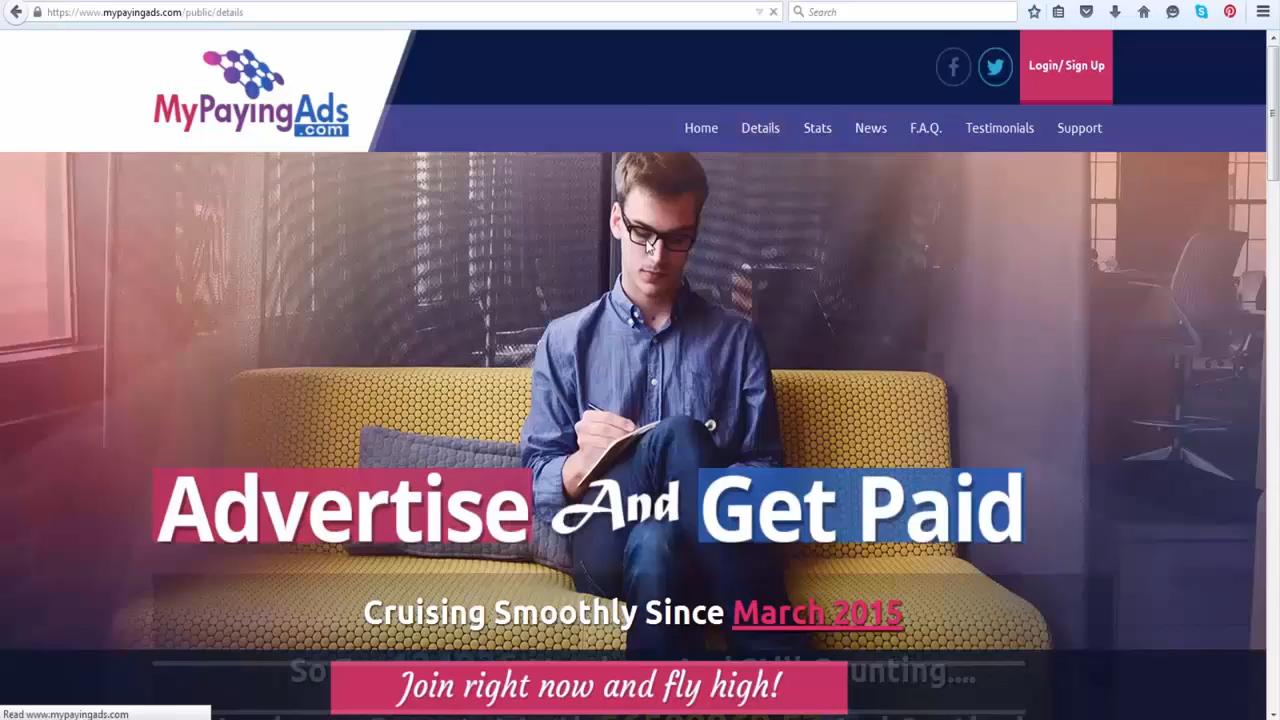 https://www.mypayingads.com/public/details
Search
MyPayingAds
.com
Login/ Sign Up
Home Details Stats News F.A.Q. Testimonials Support
Advertise And Get Paid
Cruising Smoothly Since March 2015
unting....
Join right now and fly high!
Read www.mypayingads.com